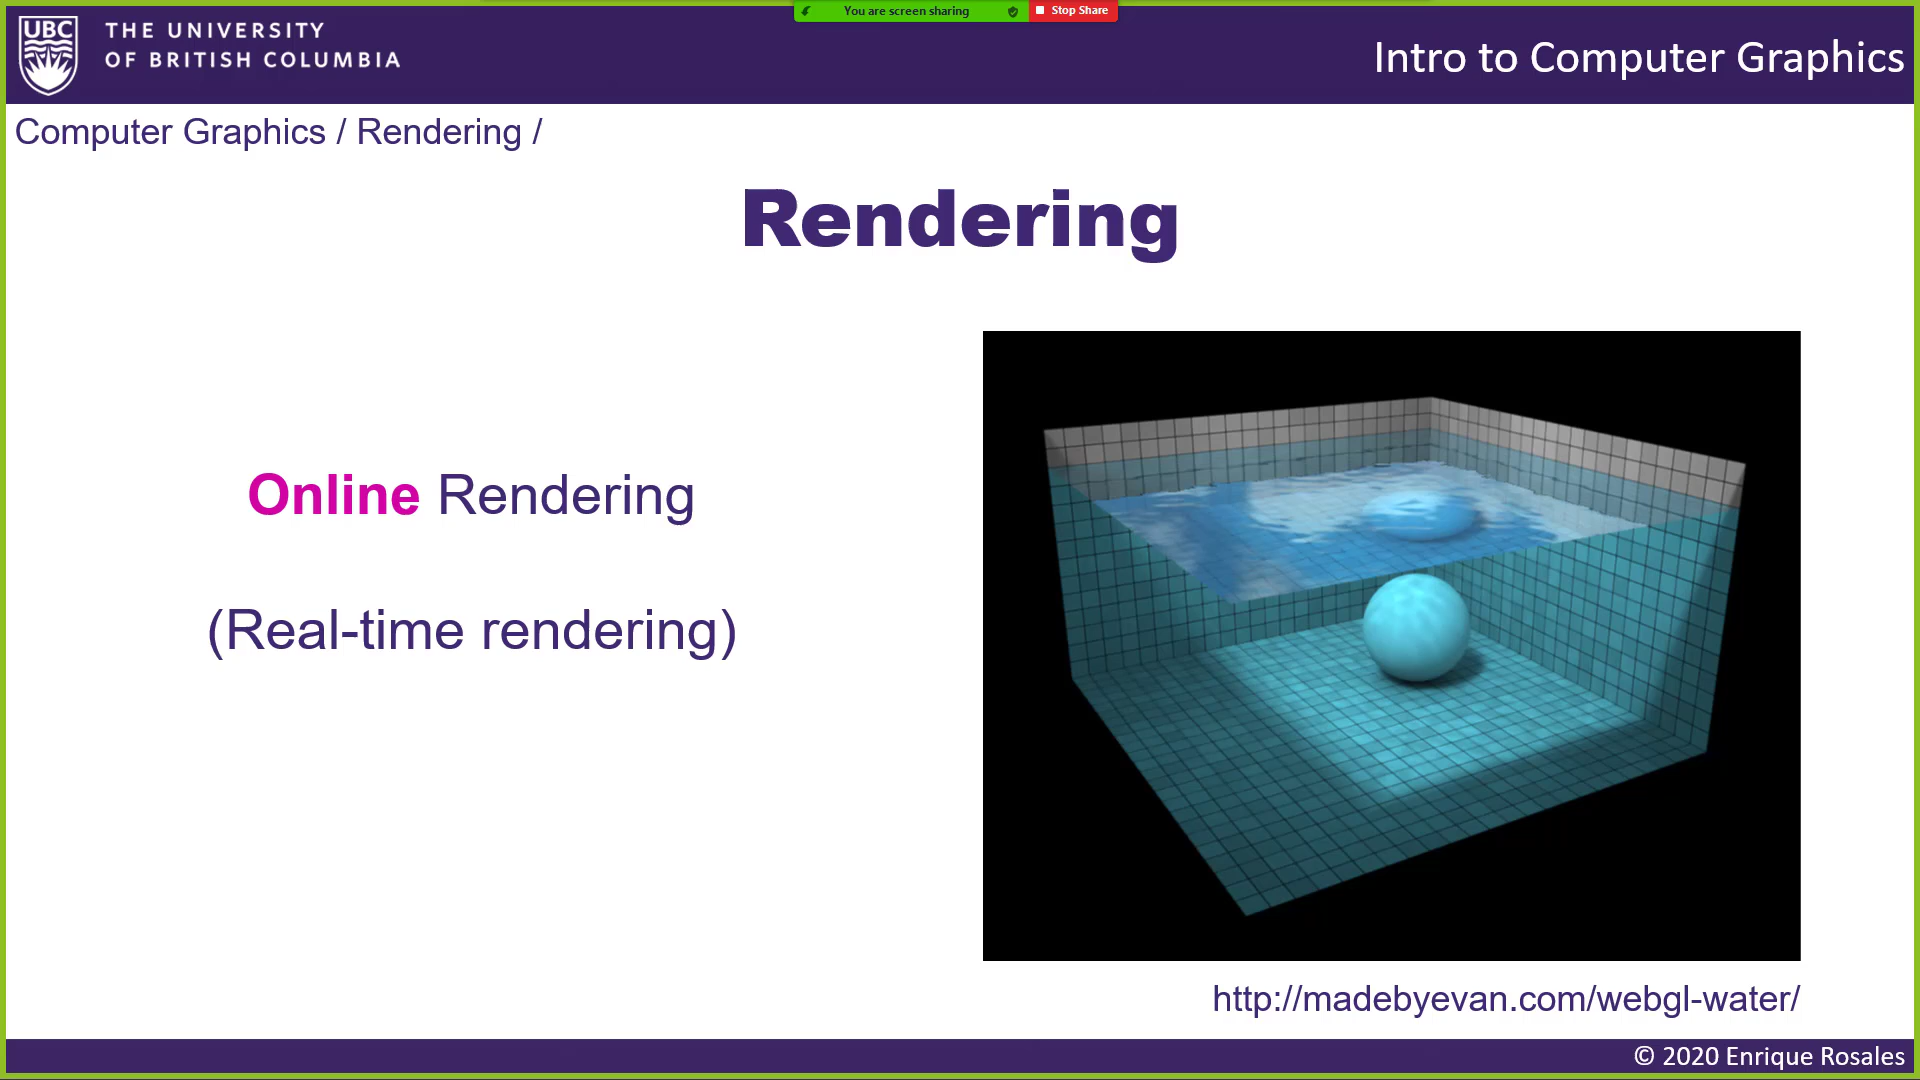 You are screen sharing
Stop Share
UBC
THE UNIVERSITY
OF BRITISH COLUMBIA
Intro to Computer Graphics
Computer Graphics / Rendering /
Rendering
Online Rendering
(Real-time rendering)
http://madebyevan.com/webgl-water/
© 2020 Enrique Rosales